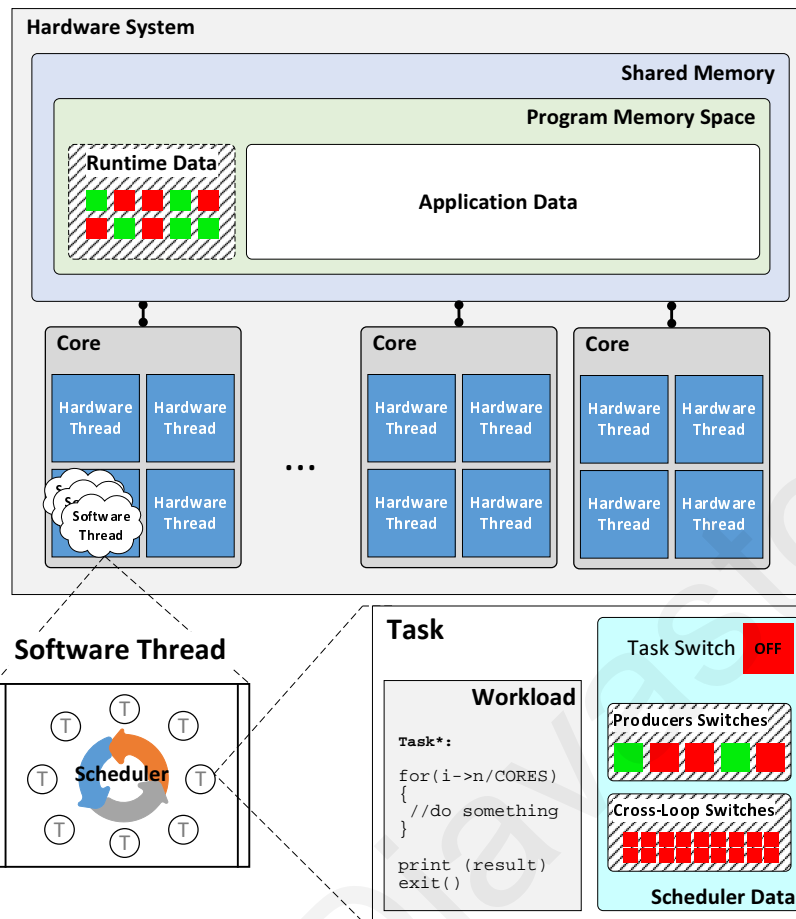 Hardware System
Shared Memory
Program Memory Space
Runtime Data
Application Data
Core
Hardware
Thread
Hardware
Thread
Hardware
Thread
Software
Thread
Core
Hardware
Thread
Hardware
Thread
Hardware
Thread
Hardware
Thread
Core
Hardware
Thread
Hardware
Thread
Hardware
Thread
Hardware
Thread
...
Software Thread
T
T
T
T
T
T
T
T
Scheduler
Task
Workload
Task*:
for(i->n/CORES)
{
//do something
}
print (result)
exit()
Task Switch OFF
Producers Switches
Cross-Loop Switches
Scheduler Data